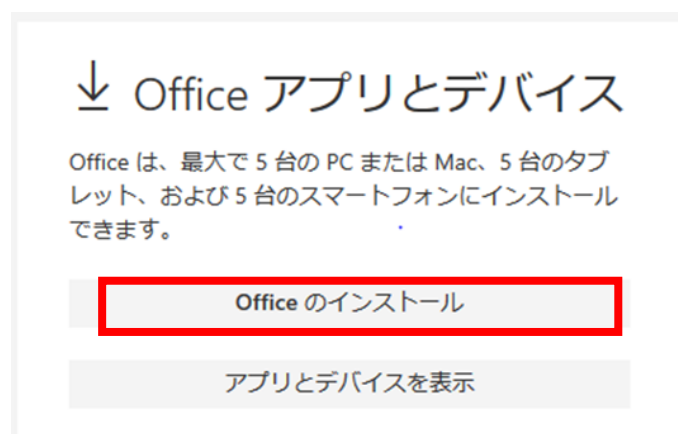 Office アプリとデバイス
Office は、最大で 5 台の PC または Mac、5 台のタブ
レット、および 5 台のスマートフォンにインストール
できます。
Office のインストール
アプリとデバイスを表示